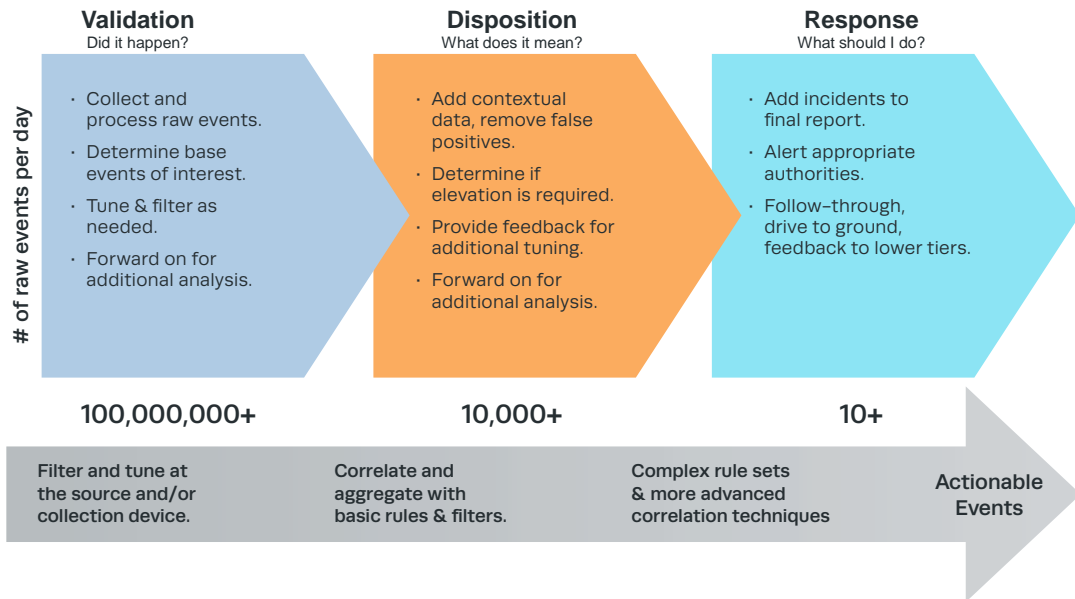 Validation
Did it happen?
Disposition
What does it mean?
Response
What should I do?
# of raw events per day
· Collect and
process raw events.
· Determine base
events of interest.
· Tune & filter as
needed.
· Forward on for
additional analysis.
· Add contextual
data, remove false
positives.
· Determine if
elevation is required.
· Provide feedback for
additional tuning.
· Forward on for
additional analysis.
· Add incidents to
final report.
· Alert appropriate
authorities.
· Follow-through,
drive to ground,
feedback to lower tiers.
100,000,000+
10,000+
10+
Filter and tune at
the source and/or
collection device.
Correlate and
aggregate with
basic rules & filters.
Complex rule sets
& more advanced
correlation techniques
Actionable
Events